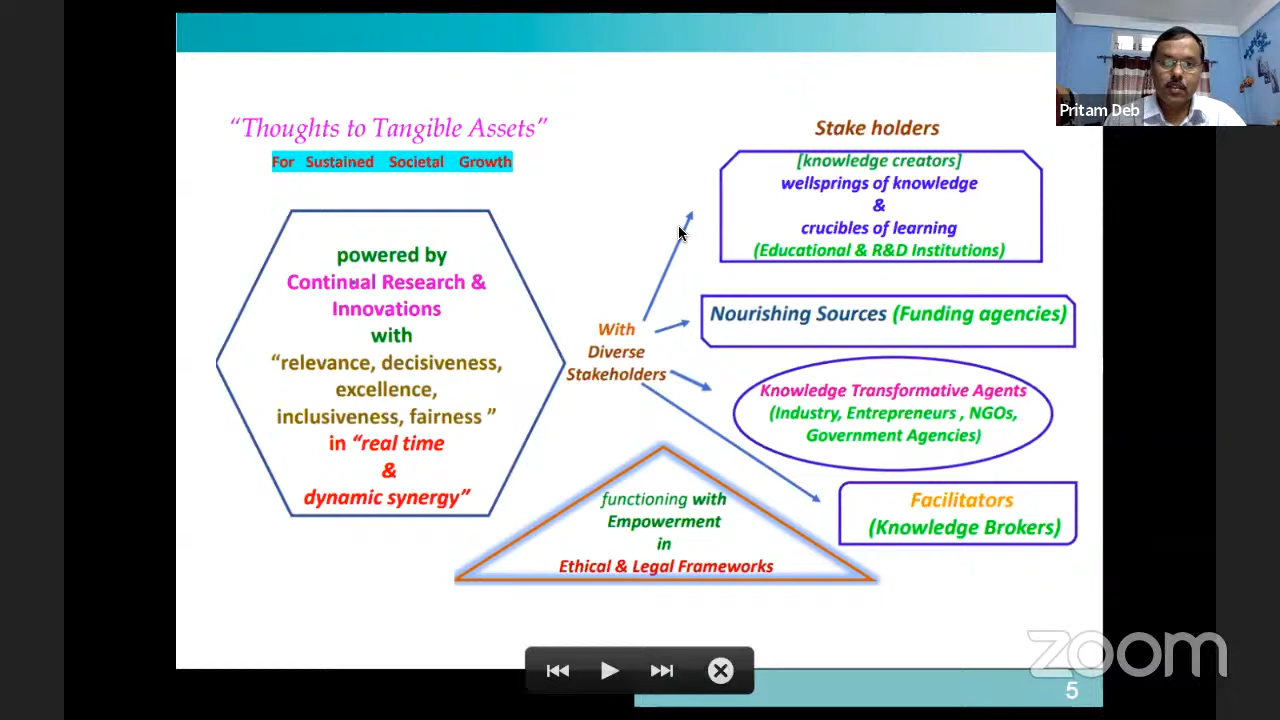 “Thoughts to Tangible Assets”
For Sustained Societal Growth
powered by
Continual Research &
Innovations
with
“relevance, decisiveness,
excellence,
inclusiveness, fairness ”
in “real time
&
dynamic synergy”
With
Diverse
Stakeholders
Stake holders
[knowledge creators]
wellsprings of knowledge
&
crucibles of learning
(Educational & R&D Institutions)
Nourishing Sources (Funding agencies)
Knowledge Transformative Agents
(Industry, Entrepreneurs , NGOs,
Government Agencies)
Facilitators
(Knowledge Brokers)
functioning with
Empowerment
in
Ethical & Legal Frameworks
Pritam Deb
zoom
5